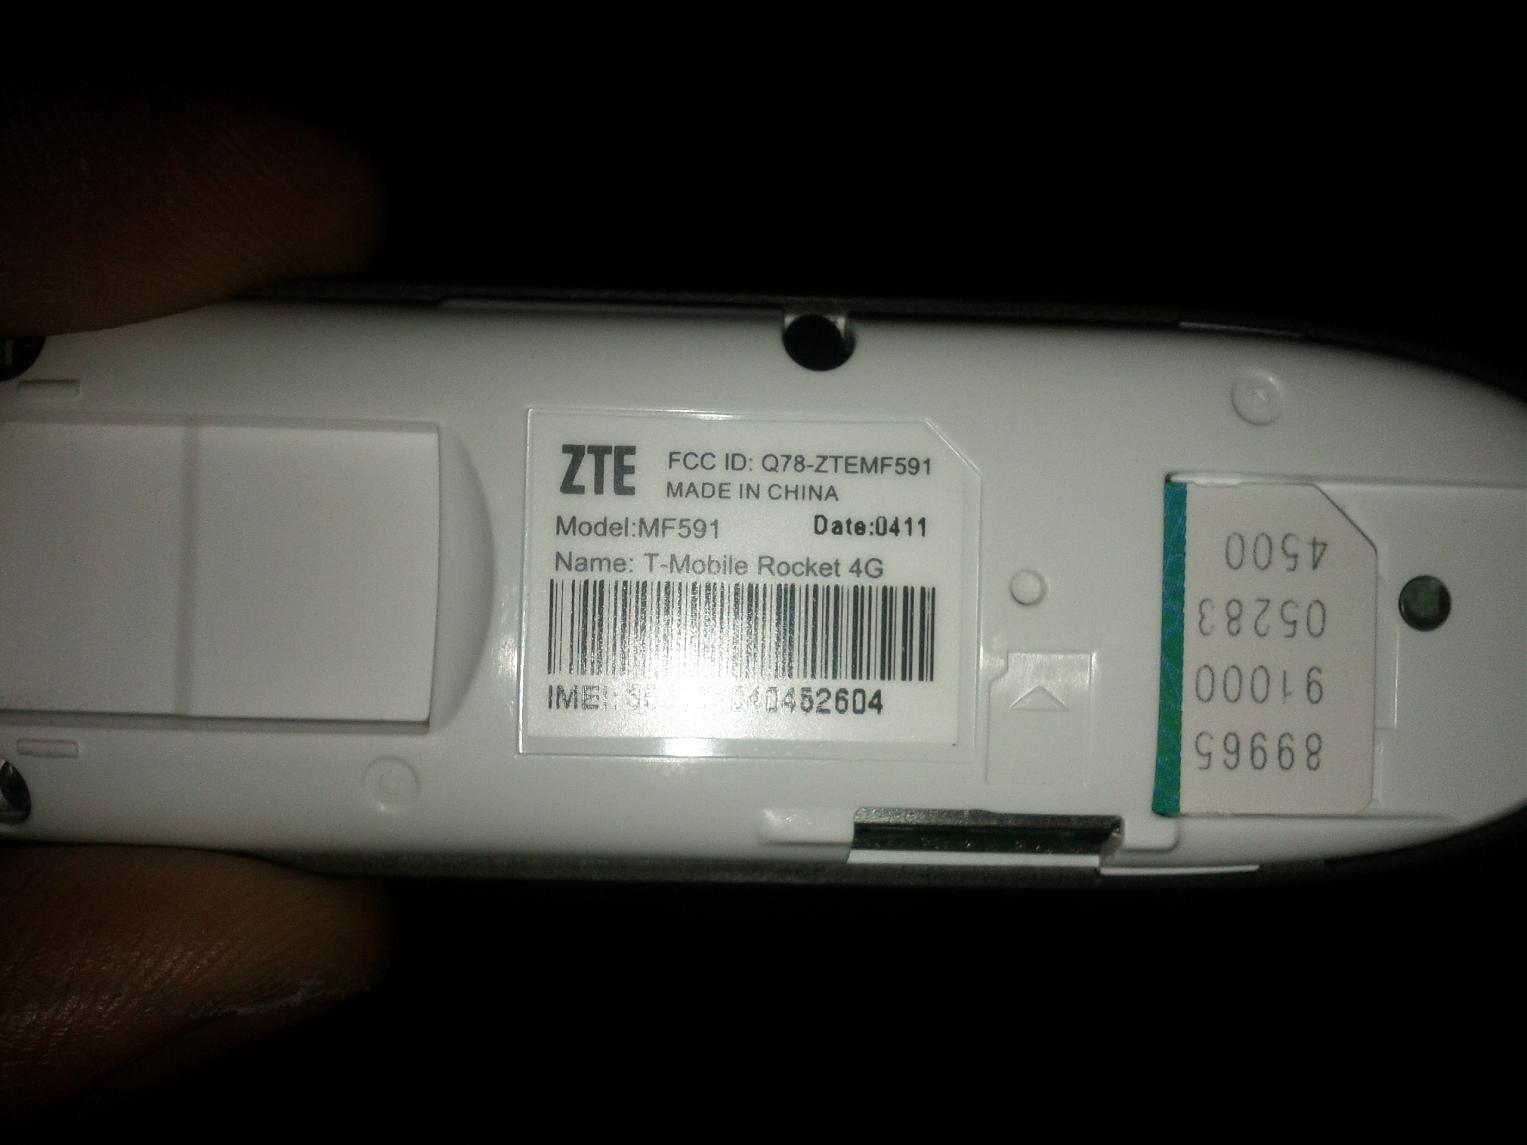 ZTE
FCC ID: Q78-ZTEMF591
MADE IN CHINA
Model:MF591
Date:0411
Name: T-Mobile Rocket 4G
IMEI:
89965
91000
05283
4500